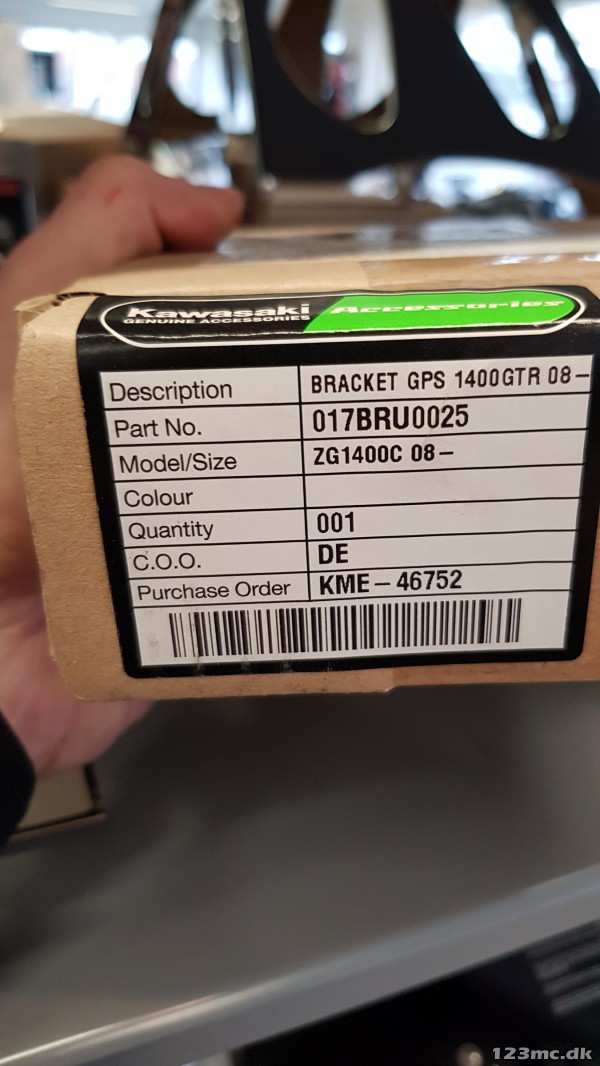 Kawasaki Accessories
GENUINE ACCESSORIES
Description BRACKET GPS 1400GTR 08-
Part No. 017BRU0025
Model/Size ZG1400C 08-
Colour
Quantity 001
C.O.O. DE
Purchase Order KME-46752
123mc.dk